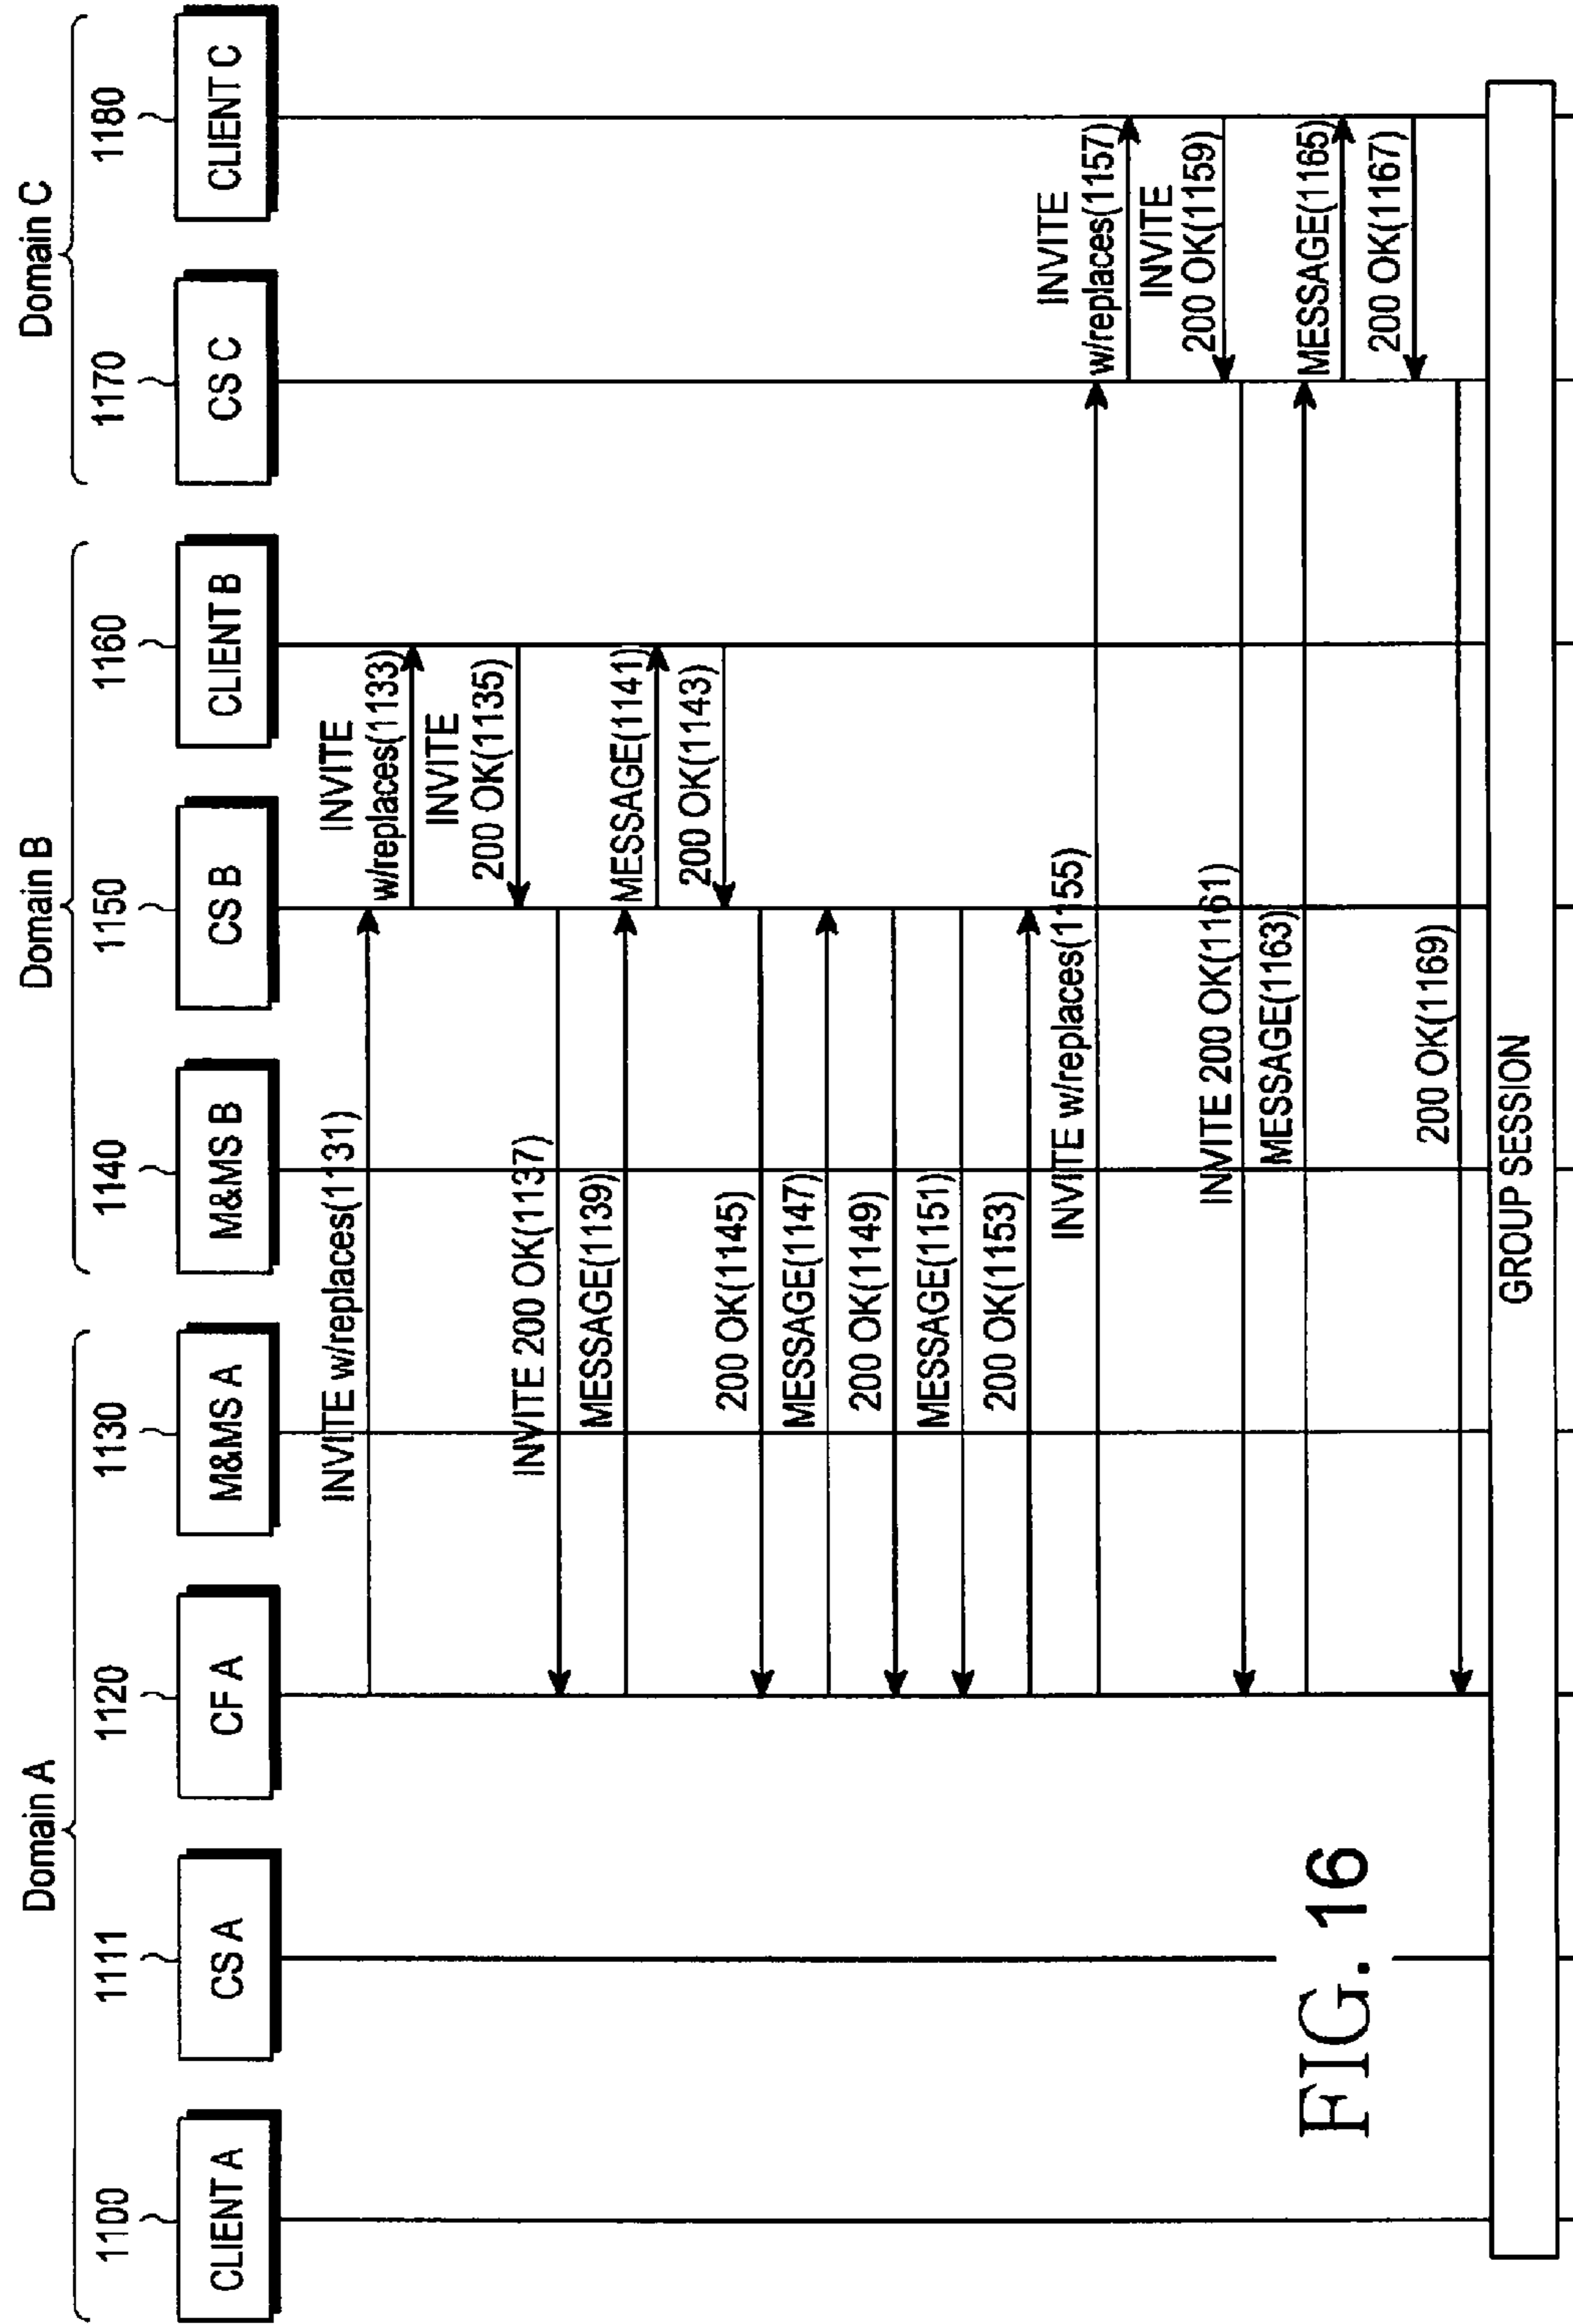 Domain A
Domain B
Domain C
1100
1111
1120
1130
1140
1150
1160
1170
1180
CLIENT A
CS A
CF A
M&MS A
M&MS B
CS B
CLIENT B
CS C
CLIENT C
INVITE w/replaces(1131)
INVITE
w/replaces(1133)
INVITE
200 OK(1135)
INVITE 200 OK(1137)
MESSAGE(1139)
MESSAGE(1141)
200 OK(1143)
200 OK(1145)
MESSAGE(1147)
200 OK(1149)
MESSAGE(1151)
200 OK(1153)
INVITE w/replaces(1155)
INVITE
w/replaces(1157)
INVITE
200 OK(1159)
INVITE 200 OK(1161)
MESSAGE(1163)
MESSAGE(1165)
200 OK(1167)
200 OK(1169)
GROUP SESSION
FIG. 16